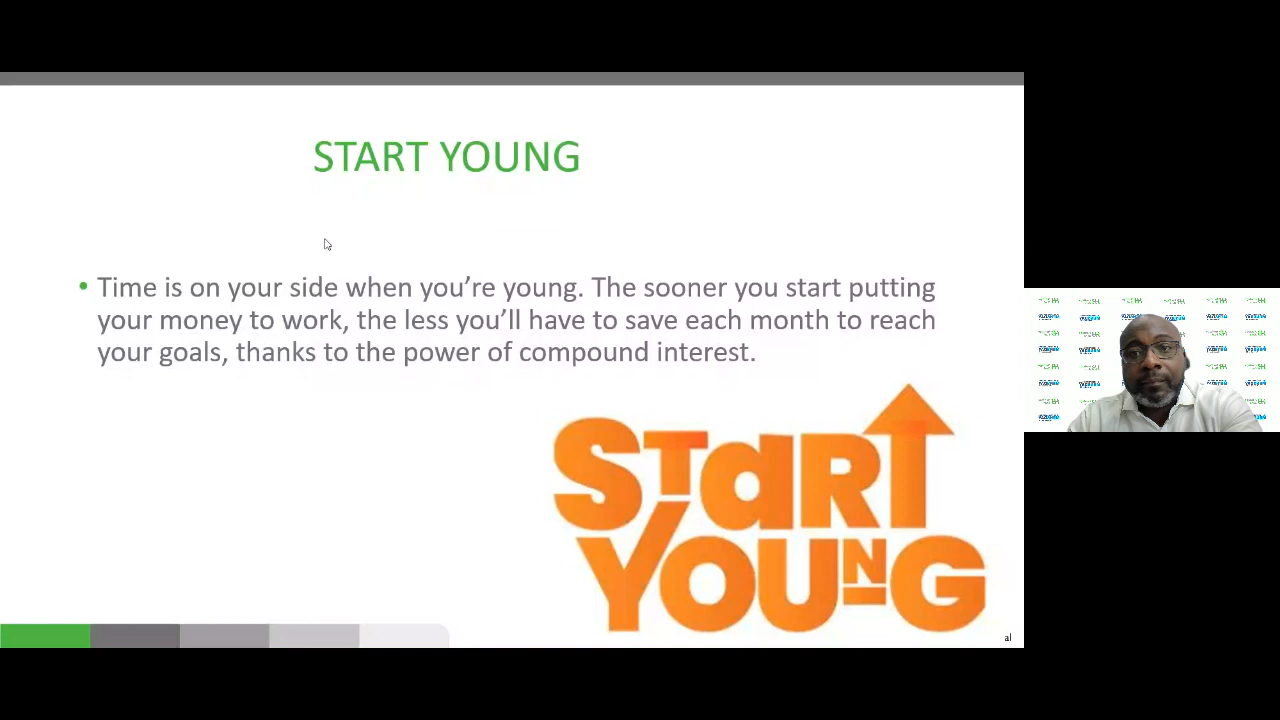 START YOUNG
• Time is on your side when you’re young. The sooner you start putting
your money to work, the less you’ll have to save each month to reach
your goals, thanks to the power of compound interest.
STaRT
YOUNG
al